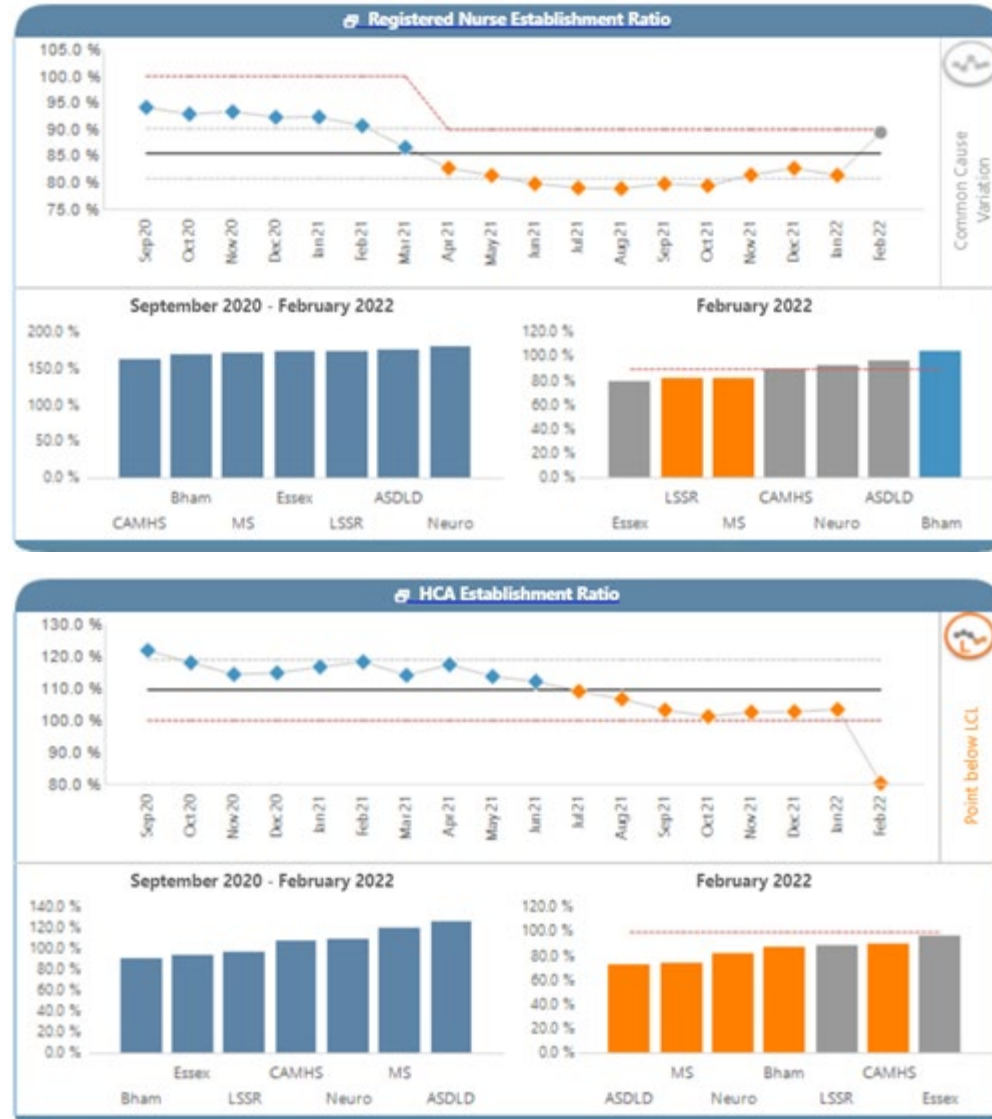 Registered Nurse Establishment Ratio
105.0 %
100.0 %
95.0 %
90.0 %
85.0 %
80.0 %
75.0 %
Sep20 Oct20 Nov20 Dec20 Jan21 Feb21 Mar21 Apr21 May21 Jun21 Jul21 Aug21 Sep21 Oct21 Nov21 Dec21 Jan22 Feb22
Common Cause
Variation
September 2020 - February 2022
200.0 %
150.0 %
100.0 %
50.0 %
0.0 %
Bham Essex ASDLD
CAMHS MS LSSR Neuro
February 2022
120.0 %
100.0 %
80.0 %
60.0 %
40.0 %
20.0 %
0.0 %
LSSR CAMHS ASDLD
Essex MS Neuro Bham
HCA Establishment Ratio
130.0 %
120.0 %
110.0 %
100.0 %
90.0 %
80.0 %
Sep20 Oct20 Nov20 Dec20 Jan21 Feb21 Mar21 Apr21 May21 Jun21 Jul21 Aug21 Sep21 Oct21 Nov21 Dec21 Jan22 Feb22
L
Point below LCL
September 2020 - February 2022
140.0 %
120.0 %
100.0 %
80.0 %
60.0 %
40.0 %
20.0 %
0.0 %
Essex CAMHS MS
Bham LSSR Neuro ASDLD
February 2022
120.0 %
100.0 %
80.0 %
60.0 %
40.0 %
20.0 %
0.0 %
MS Bham CAMHS
ASDLD Neuro LSSR Essex